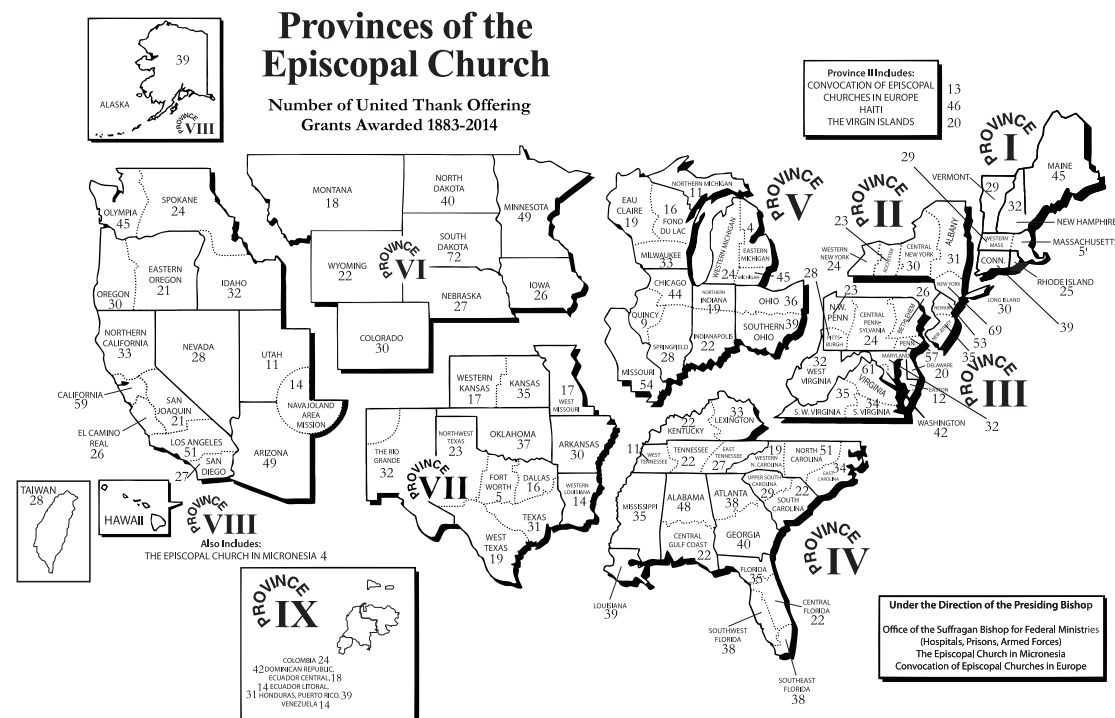 Provinces of the
Episcopal Church
Number of United Thank Offering
Grants Awarded 1883-2014
39
ALASKA
PROVINCE
VIII
Province II Includes:
CONVOCATION OF EPISCOPAL
CHURCHES IN EUROPE 13
HAITI 46
THE VIRGIN ISLANDS 20
PROVINCE
I
MAINE
45
VERMONT
29
32
NEW HAMPHIRE
WESTERN
MASS
MASSACHUSETTS
5'
CONN.
RHODE ISLAND
25
39
29
PROVINCE
II
23
WESTERN
NEW YORK
24
ROCHESTER
CENTRAL
NEW YORK
30
ALBANY
31
NEW YORK
LONG ISLAND
30
26
NEWARK
69
NEW JERSEY
53
35
PROVINCE
III
28
23
N.W.
PENN
PITTS-
BURGH
CENTRAL
PENN-
SYLVANIA
24
BETHLEHEM
PENN.
57
MARYLAND
61
DELAWARE
20
EASTON
12
32
WEST
VIRGINIA
VIRGINIA
34
35
S. W. VIRGINIA
S. VIRGINIA
WASHINGTON
42
32
OLYMPIA
45
SPOKANE
24
OREGON
30
EASTERN
OREGON
21
IDAHO
32
NORTHERN
CALIFORNIA
33
NEVADA
28
UTAH
11
CALIFORNIA
59
SAN
JOAQUIN
21
EL CAMINO
REAL
26
LOS ANGELES
51
27
SAN
DIEGO
ARIZONA
49
14
NAVAJOLAND
AREA
MISSION
TAIWAN
28
HAWAII
PROVINCE
VIII
Also Includes:
THE EPISCOPAL CHURCH IN MICRONESIA 4
MONTANA
18
NORTH
DAKOTA
40
MINNESOTA
49
SOUTH
DAKOTA
72
WYOMING
22
PROVINCE
VI
NEBRASKA
27
IOWA
26
COLORADO
30
NORTHERN MICHIGAN
11
PROVINCE
V
EAU
CLAIRE
19
16
FOND
DU LAC
MILWAUKEE
33
WESTERN MICHIGAN
24
4
EASTERN
MICHIGAN
MICHIGAN
45
CHICAGO
44
QUINCY
9
SPRINGFIELD
28
NORTHERN
INDIANA
19
INDIANAPOLIS
22
OHIO 36
SOUTHERN
OHIO
39
MISSOURI
54
WESTERN
KANSAS
17
KANSAS
35
17
WEST
MISSOURI
THE RIO
GRANDE
32
NORTHWEST
TEXAS
23
OKLAHOMA
37
ARKANSAS
30
PROVINCE
VII
FORT
WORTH
5
DALLAS
16
TEXAS
31
WEST
TEXAS
19
WESTERN
LOUISIANA
14
22
KENTUCKY
33
LEXINGTON
11
WEST
TENNESSEE
TENNESSEE
22
EAST
TENNESSEE
27
19
WESTERN
N. CAROLINA
NORTH
CAROLINA
51
34
EAST
CAROLINA
UPPER SOUTH
CAROLINA
29
22
SOUTH
CAROLINA
MISSISSIPPI
35
ALABAMA
48
ATLANTA
38
GEORGIA
40
CENTRAL
GULF COAST
22
LOUISIANA
39
FLORIDA
35
CENTRAL
FLORIDA
22
SOUTHWEST
FLORIDA
38
SOUTHEAST
FLORIDA
38
PROVINCE
IV
PROVINCE
IX
COLOMBIA 24
42 DOMINICAN REPUBLIC,
ECUADOR CENTRAL, 18
14 ECUADOR LITORAL,
31 HONDURAS, PUERTO RICO, 39
VENEZUELA 14
Under the Direction of the Presiding Bishop
Office of the Suffragan Bishop for Federal Ministries
(Hospitals, Prisons, Armed Forces)
The Episcopal Church in Micronesia
Convocation of Episcopal Churches in Europe